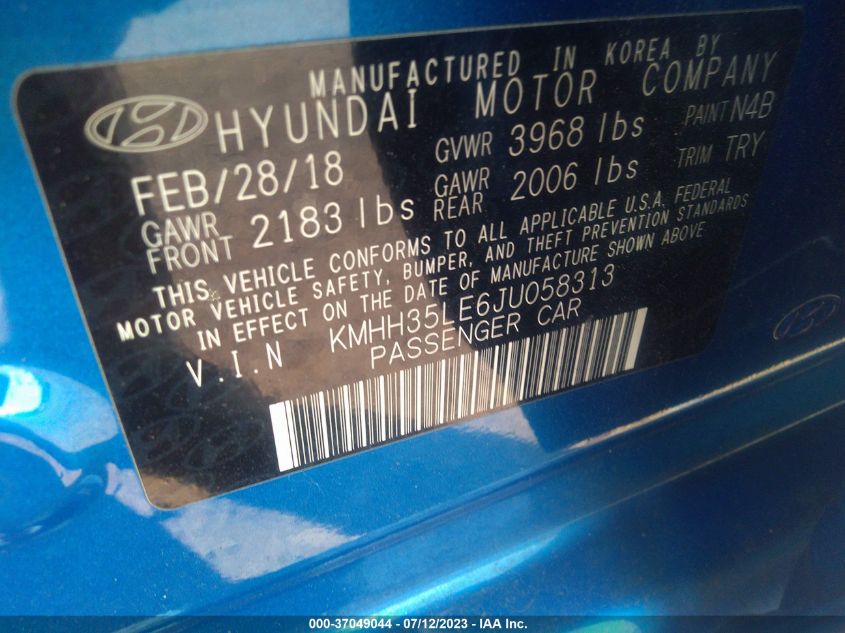 MANUFACTURED IN KOREA BY
HYUNDAI MOTOR COMPANY
FEB/28/18 GVWR 3968 lbs PAINT N4B
GAWR FRONT 2183 lbs GAWR REAR 2006 lbs TRIM TRY
THIS VEHICLE CONFORMS TO ALL APPLICABLE U.S.A. FEDERAL
MOTOR VEHICLE SAFETY, BUMPER, AND THEFT PREVENTION STANDARDS
IN EFFECT ON THE DATE OF MANUFACTURE SHOWN ABOVE
V.I.N KMHH35LE6JU058313
PASSENGER CAR
000-37049044 - 07/12/2023 - IAA Inc.